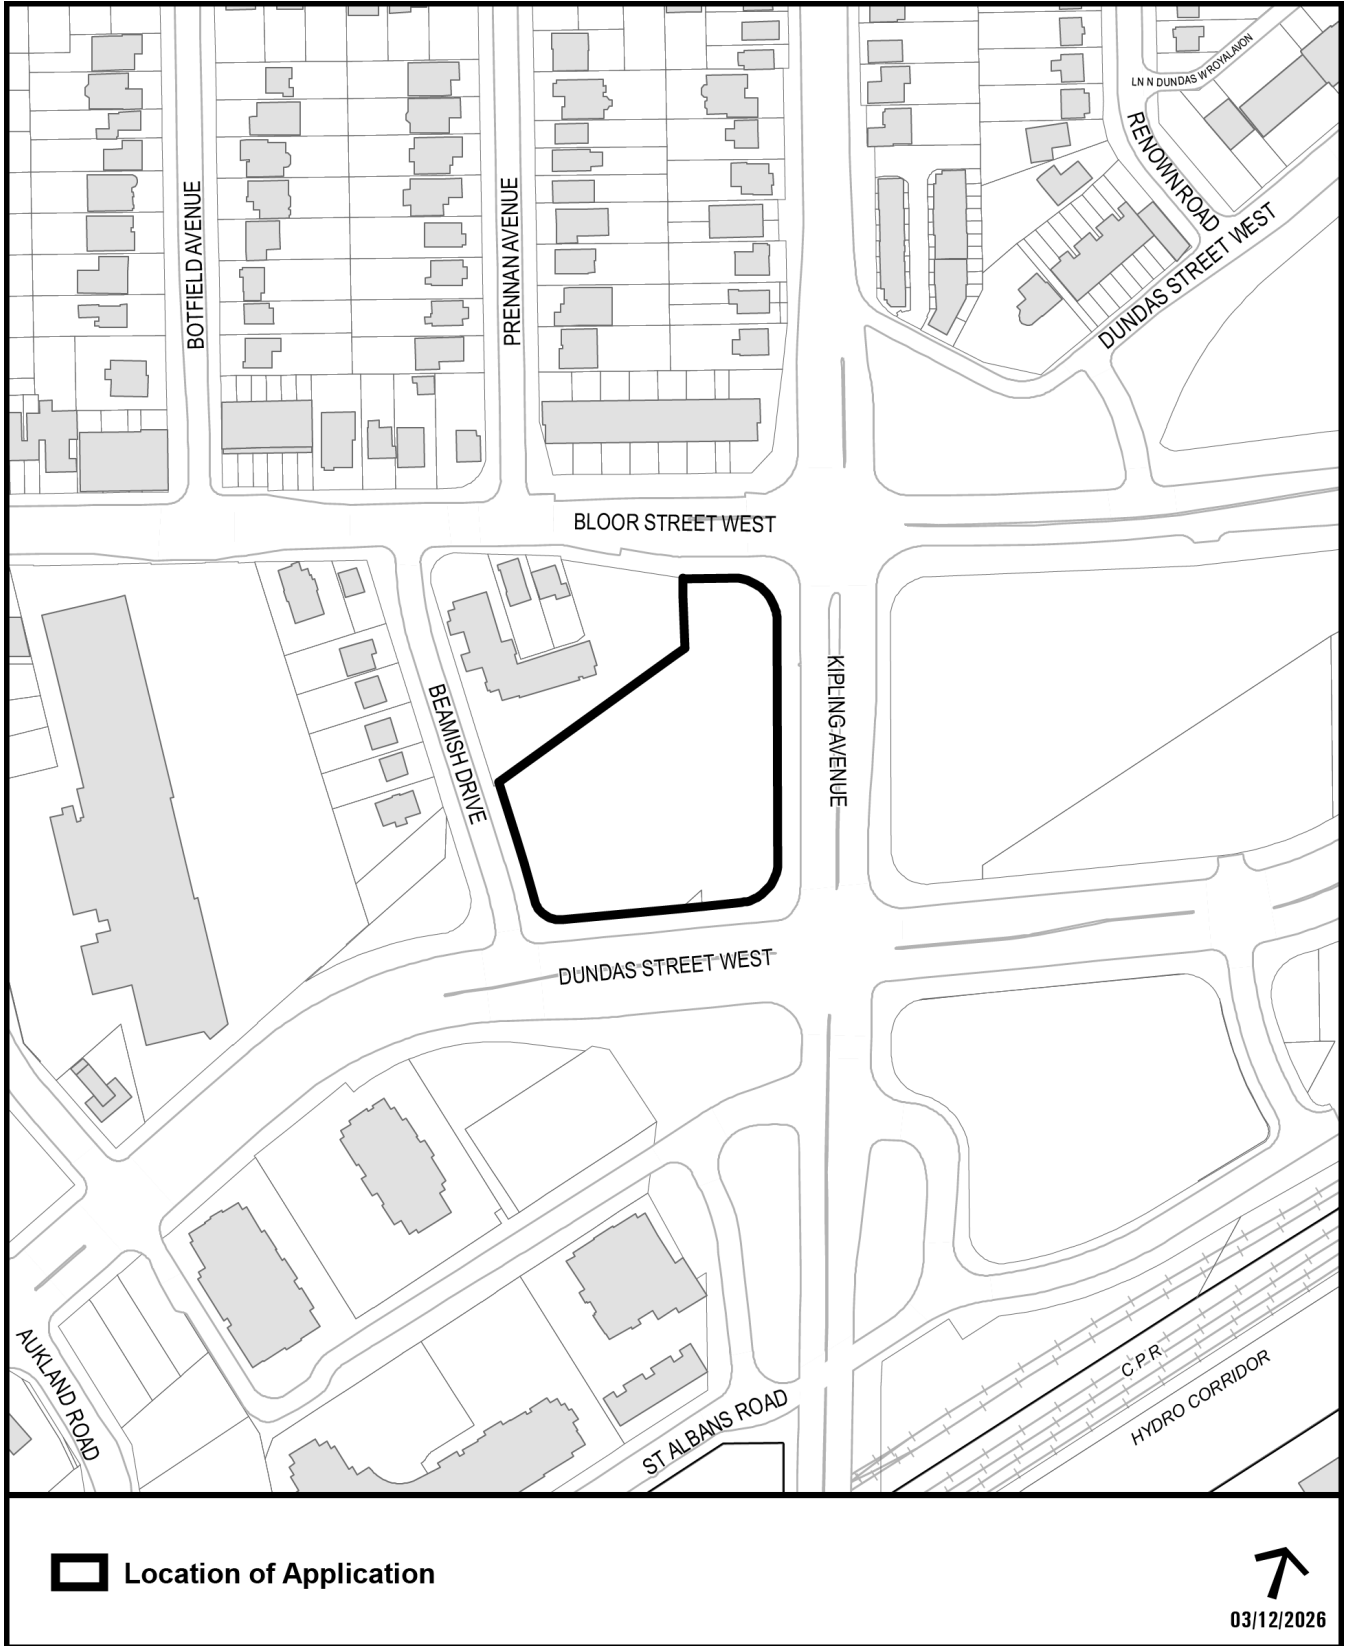 LN N DUNDAS W ROYALAVON
RENOWN ROAD
BOTFIELD AVENUE
PRENNAN AVENUE
DUNDAS STREET WEST
BLOOR STREET WEST
BEAMISH DRIVE
KIPLING AVENUE
DUNDAS STREET WEST
AUKLAND ROAD
ST ALBANS ROAD
C P R
HYDRO CORRIDOR
Location of Application
03/12/2026